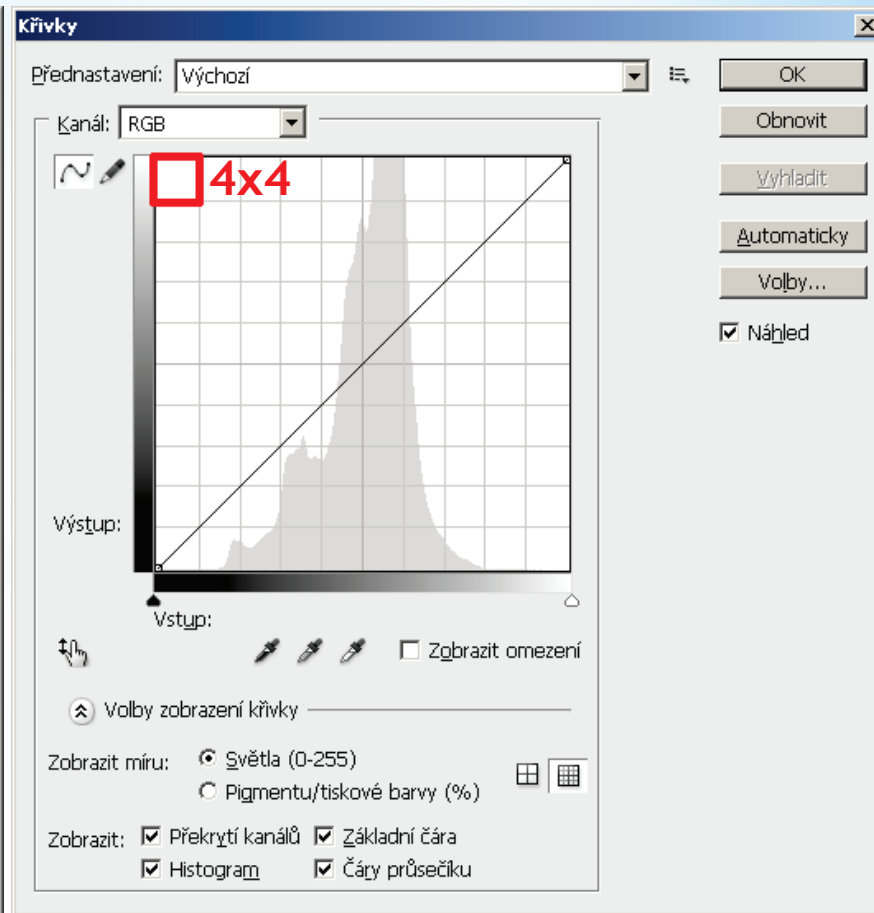 Křivky
Přednastavení: Výchozí
OK
Kanál: RGB
Obnovit
4x4
Vyhladit
Automaticky
Volby...
Náhled
Výstup:
Vstup:
Zobrazit omezení
Volby zobrazení křivky
Zobrazit míru: Světla (0-255)
Pigmentu/tiskové barvy (%)
Zobrazit: Překrytí kanálů Základní čára
Histogram Čáry průsečíku